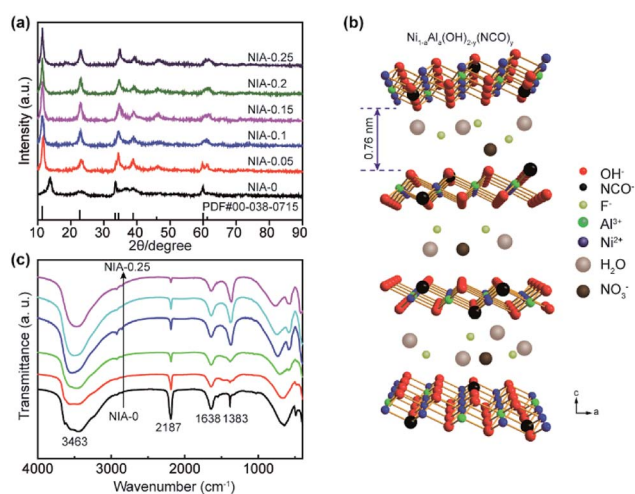 (a)
Intensity (a.u.)
NIA-0.25
NIA-0.2
NIA-0.15
NIA-0.1
NIA-0.05
NIA-0
PDF#00-038-0715
10 20 30 40 50 60 70 80 90
2θ/degree
(b)
Ni1-aAla(OH)2-y(NCO)y
0.76 nm
OH-
NCO-
F-
Al3+
Ni2+
H2O
NO3-
c
a
(c)
Transmittance (a. u.)
NIA-0.25
NIA-0
3463
2187
1638
1383
4000 3000 2000 1000
Wavenumber (cm-1)